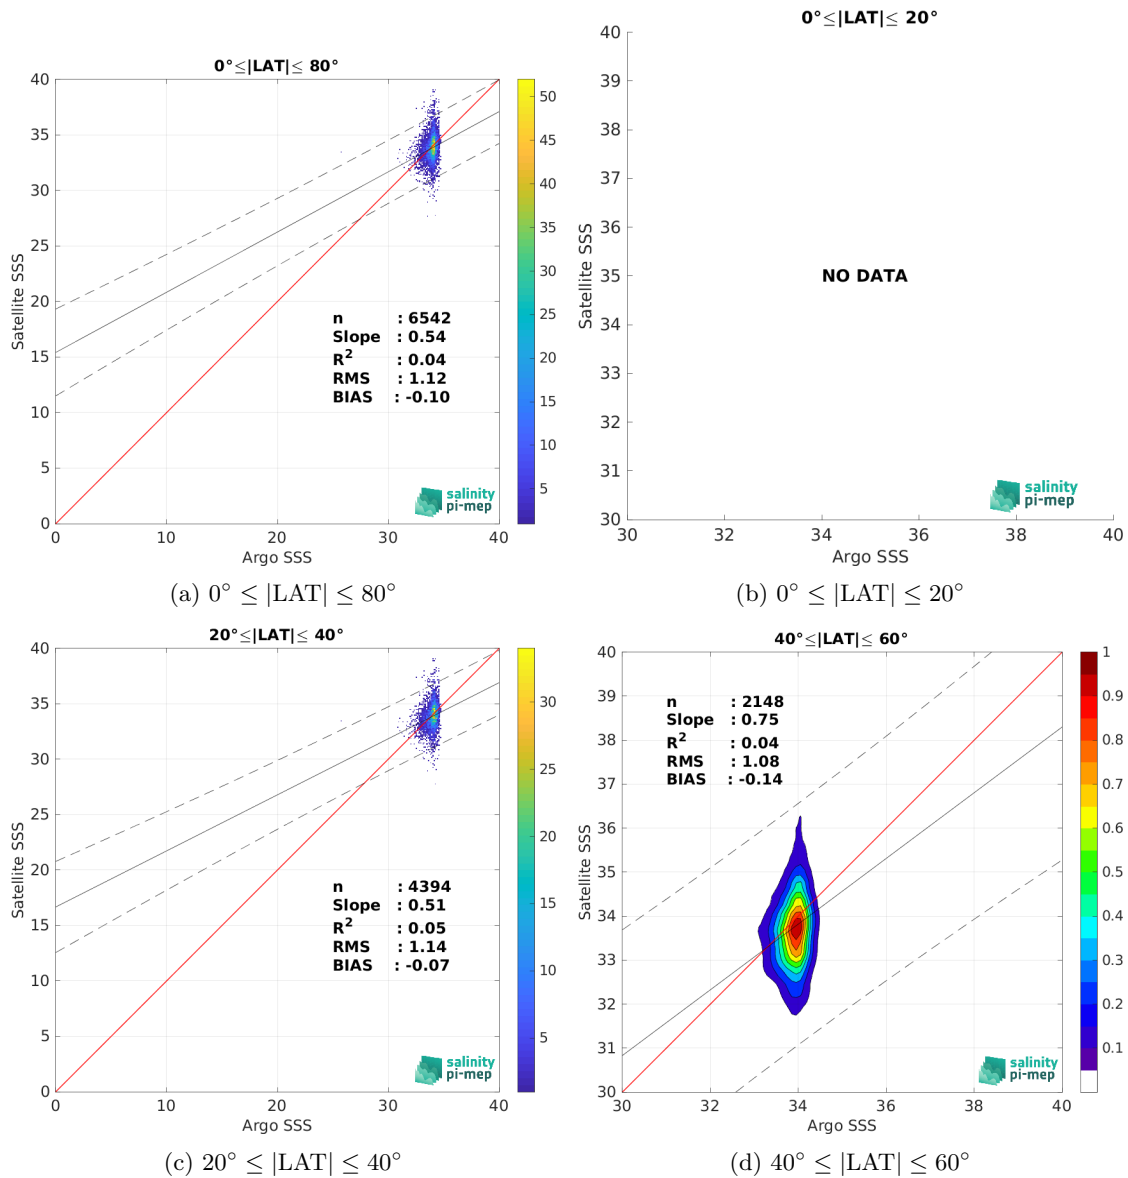 0°≤|LAT|≤ 80°
40
35
30
25
20
15
10
5
0
Satellite SSS
n : 6542
Slope : 0.54
R² : 0.04
RMS : 1.12
BIAS : -0.10
salinity
pi-mep
0 10 20 30 40
Argo SSS
50
45
40
35
30
25
20
15
10
5
(a) 0° ≤ |LAT| ≤ 80°
0°≤|LAT|≤ 20°
40
39
38
37
36
35
34
33
32
31
30
Satellite SSS
NO DATA
salinity
pi-mep
30 32 34 36 38 40
Argo SSS
(b) 0° ≤ |LAT| ≤ 20°
20°≤|LAT|≤ 40°
40
35
30
25
20
15
10
5
0
Satellite SSS
n : 4394
Slope : 0.51
R² : 0.05
RMS : 1.14
BIAS : -0.07
salinity
pi-mep
0 10 20 30 40
Argo SSS
30
25
20
15
10
5
(c) 20° ≤ |LAT| ≤ 40°
40°≤|LAT|≤ 60°
40
39
38
37
36
35
34
33
32
31
30
Satellite SSS
n : 2148
Slope : 0.75
R² : 0.04
RMS : 1.08
BIAS : -0.14
salinity
pi-mep
30 32 34 36 38 40
Argo SSS
1
0.9
0.8
0.7
0.6
0.5
0.4
0.3
0.2
0.1
(d) 40° ≤ |LAT| ≤ 60°